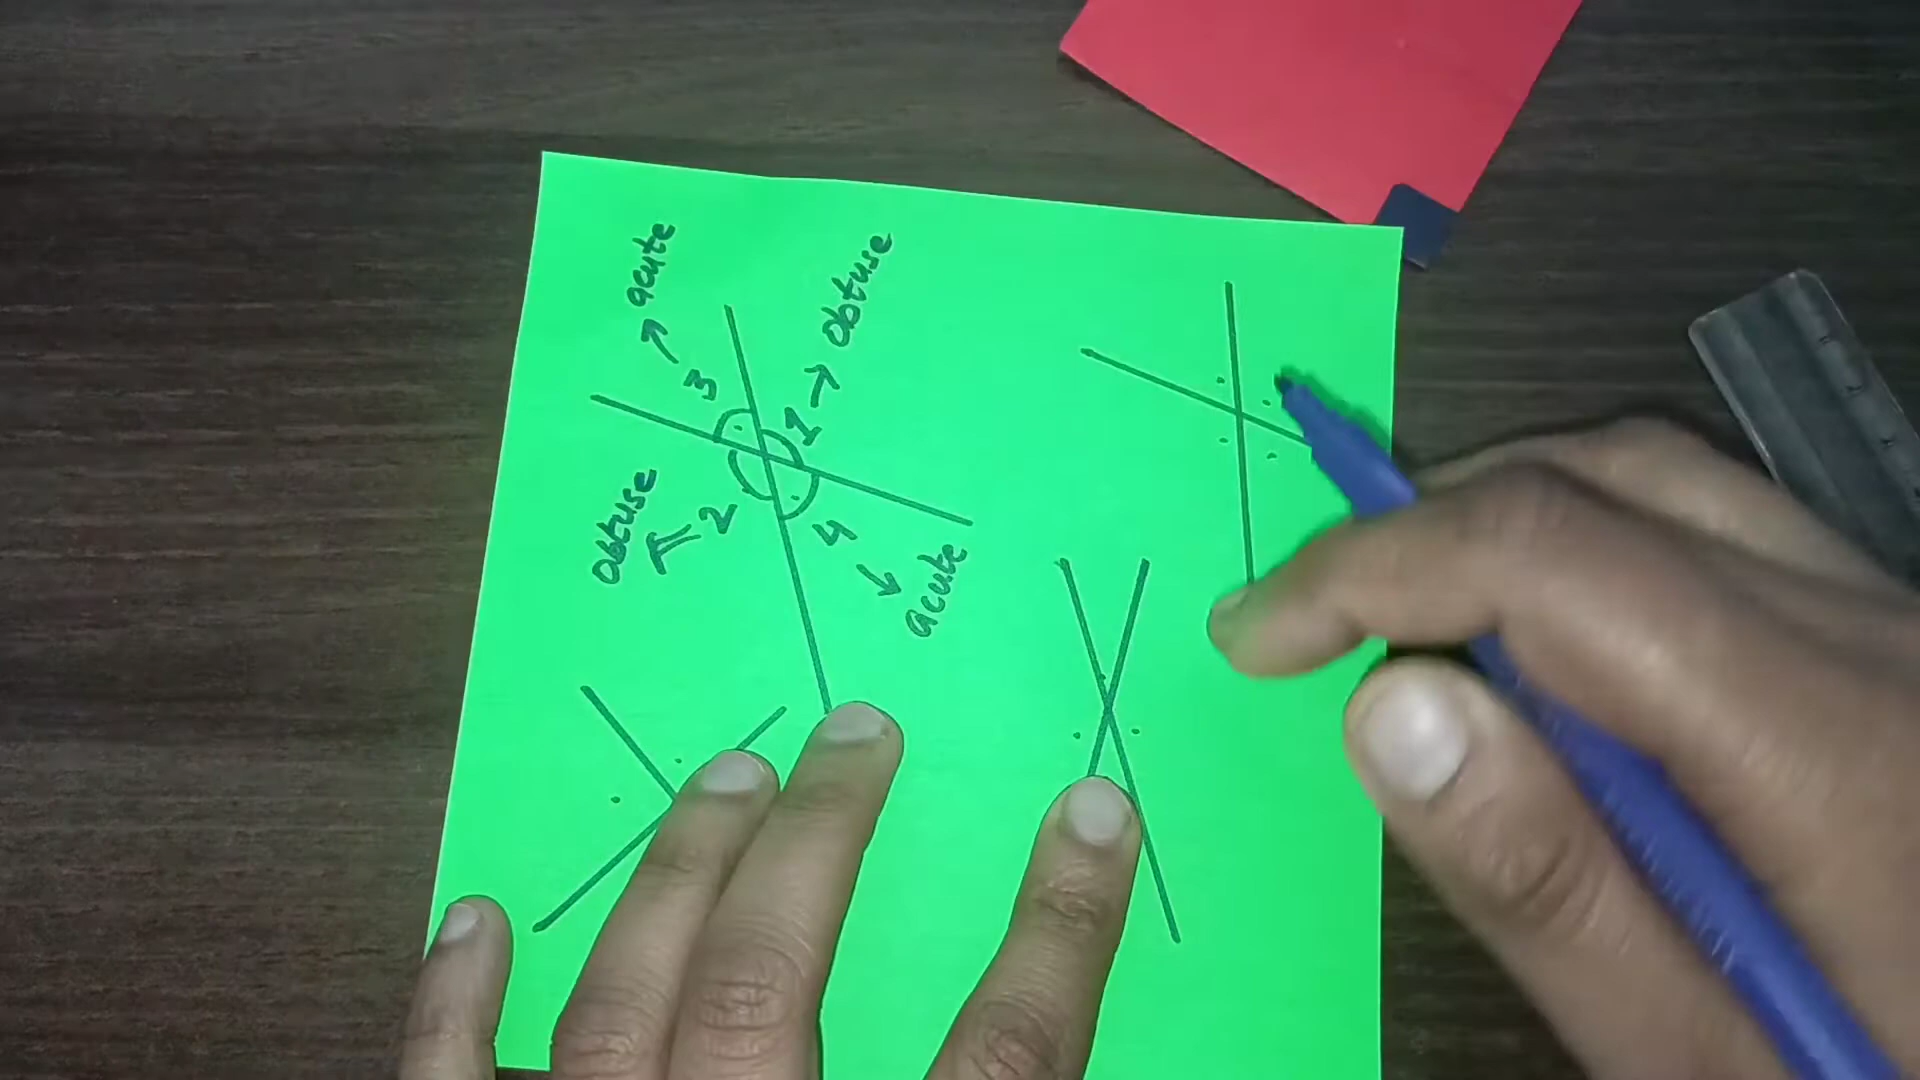 3 → acute
1 → obtuse
2 → obtuse
4 → acute